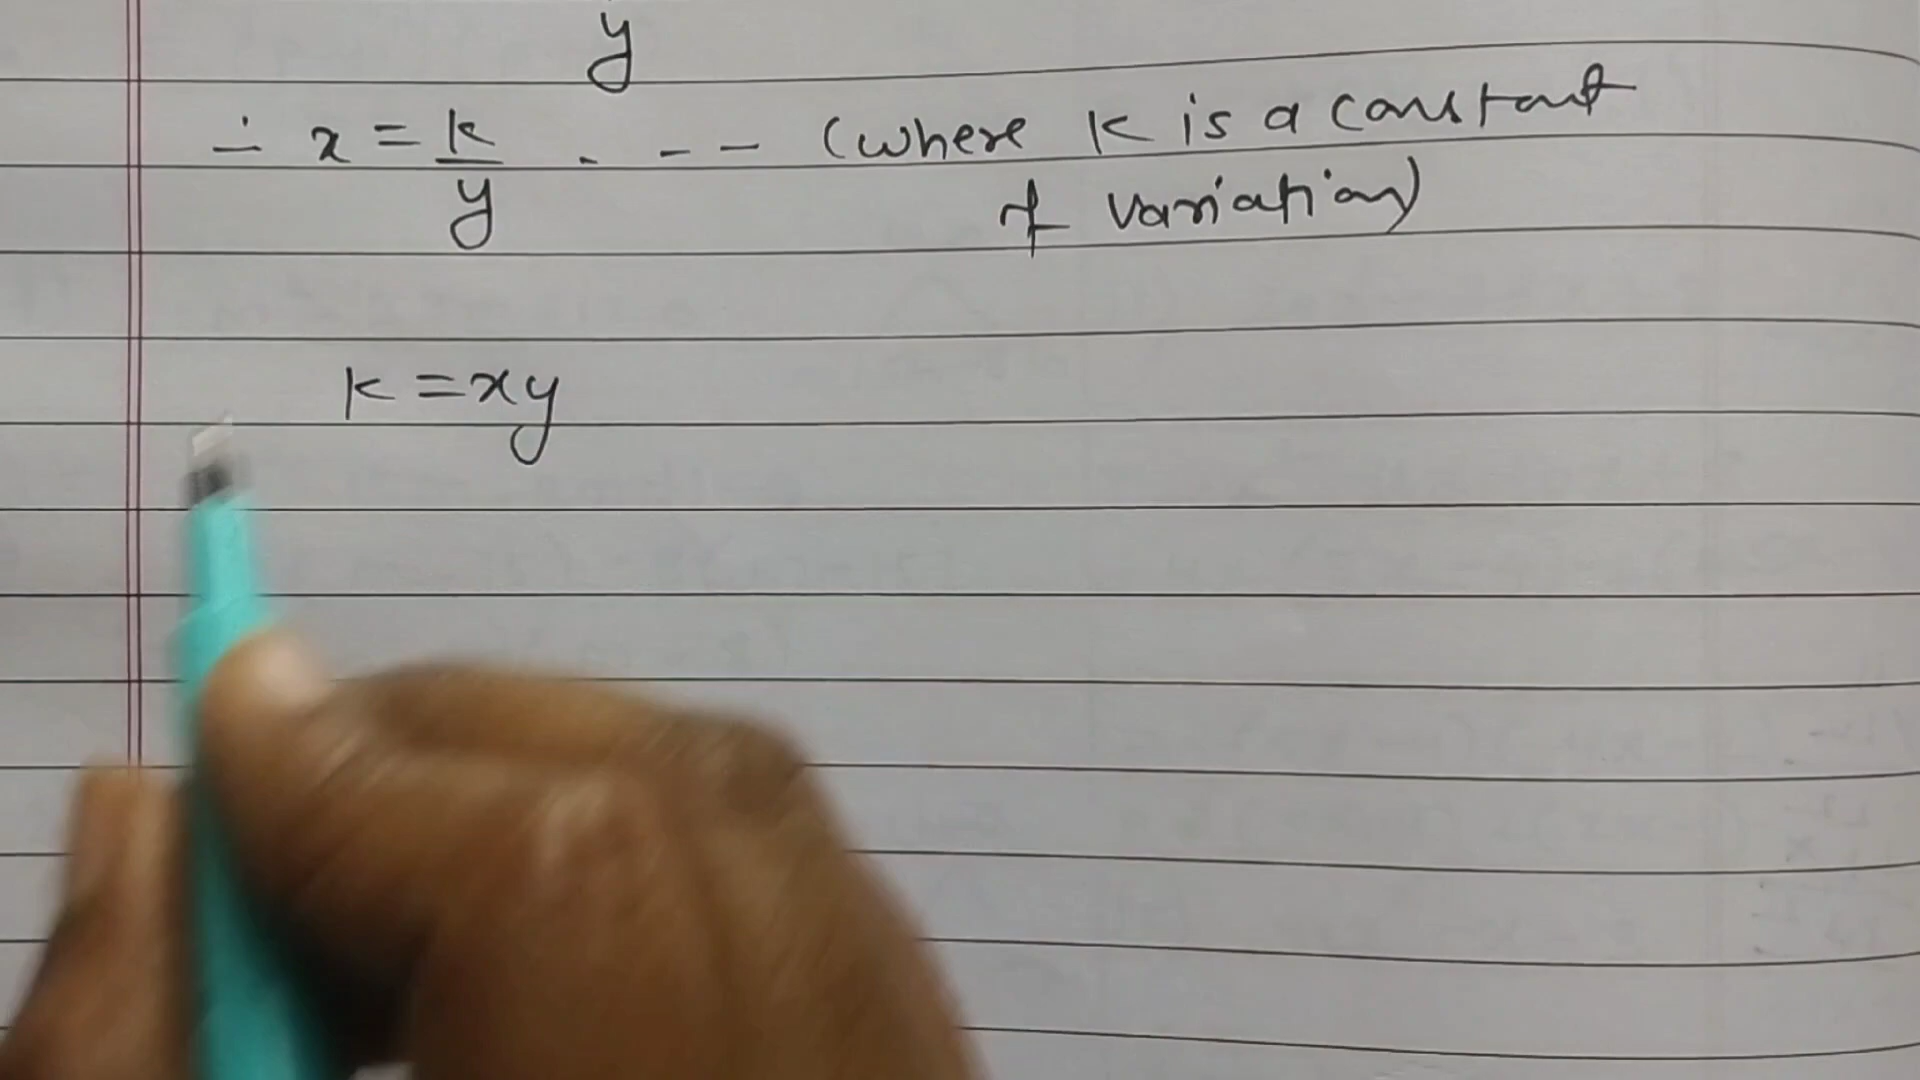 y
∴ x = k/y . - - - (where K is a constant
of variation)
k = xy